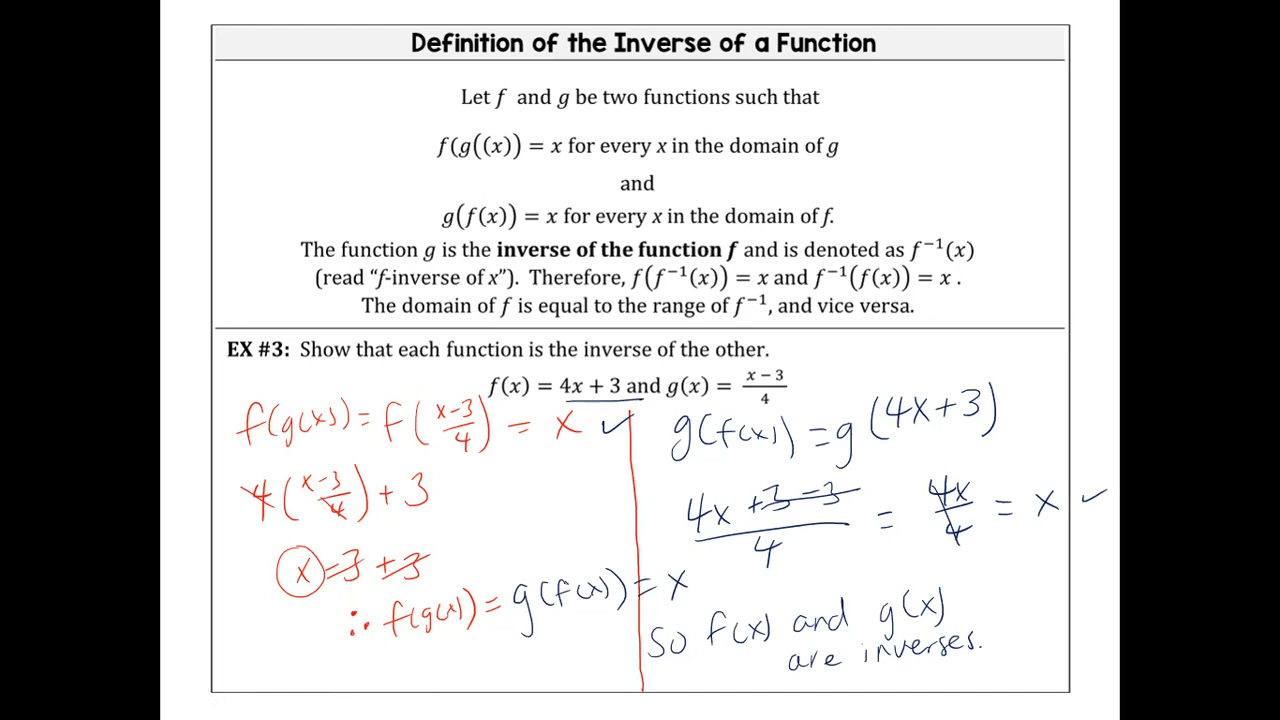 Definition of the Inverse of a Function
Let f and g be two functions such that
f(g((x)) = x for every x in the domain of g
and
g(f(x)) = x for every x in the domain of f.
The function g is the inverse of the function f and is denoted as f⁻¹(x)
(read “f-inverse of x”). Therefore, f(f⁻¹(x)) = x and f⁻¹(f(x)) = x .
The domain of f is equal to the range of f⁻¹, and vice versa.
EX #3: Show that each function is the inverse of the other.
f(x) = 4x + 3 and g(x) = (x − 3)/4
f(g(x)) = f((x-3)/4) = x ✓
4((x-3)/4) + 3
x - 3 + 3
∴ f(g(x)) = g(f(x)) = x
g(f(x)) = g(4x+3)
(4x + 3 - 3)/4 = 4x/4 = x ✓
So f(x) and g(x)
are inverses.